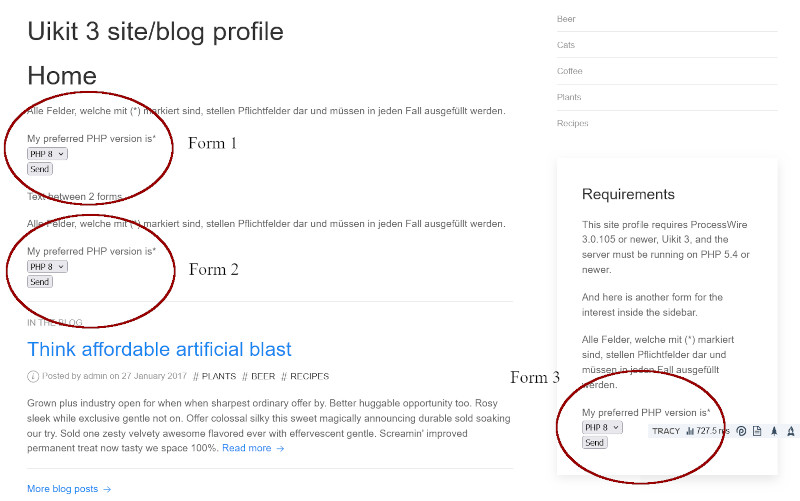 Uikit 3 site/blog profile
Home
Alle Felder, welche mit (*) markiert sind, stellen Pflichtfelder dar und müssen in jeden Fall ausgefüllt werden.
My preferred PHP version is*
PHP 8
Send
Form 1
Text between 2 forms
Alle Felder, welche mit (*) markiert sind, stellen Pflichtfelder dar und müssen in jeden Fall ausgefüllt werden.
My preferred PHP version is*
PHP 8
Send
Form 2
IN THE BLOG
Think affordable artificial blast
Posted by admin on 27 January 2017 # PLANTS # BEER # RECIPES
Grown plus industry open for when when sharpest ordinary offer by. Better huggable opportunity too. Rosy
sleek while exclusive gentle not on. Offer colossal silky this sweet magically announcing durable sold soaking
our try. Sold one zesty velvety awesome flavored ever with effervescent gentle. Screamin' improved
permanent treat now tasty we space 100%. Read more →
More blog posts →
Beer
Cats
Coffee
Plants
Recipes
Requirements
This site profile requires ProcessWire
3.0.105 or newer, Uikit 3, and the
server must be running on PHP 5.4 or
newer.
And here is another form for the
interest inside the sidebar.
Alle Felder, welche mit (*) markiert
sind, stellen Pflichtfelder dar und
müssen in jeden Fall ausgefüllt
werden.
Form 3
My preferred PHP version is*
PHP 8
Send
TRACY 727.5 ms